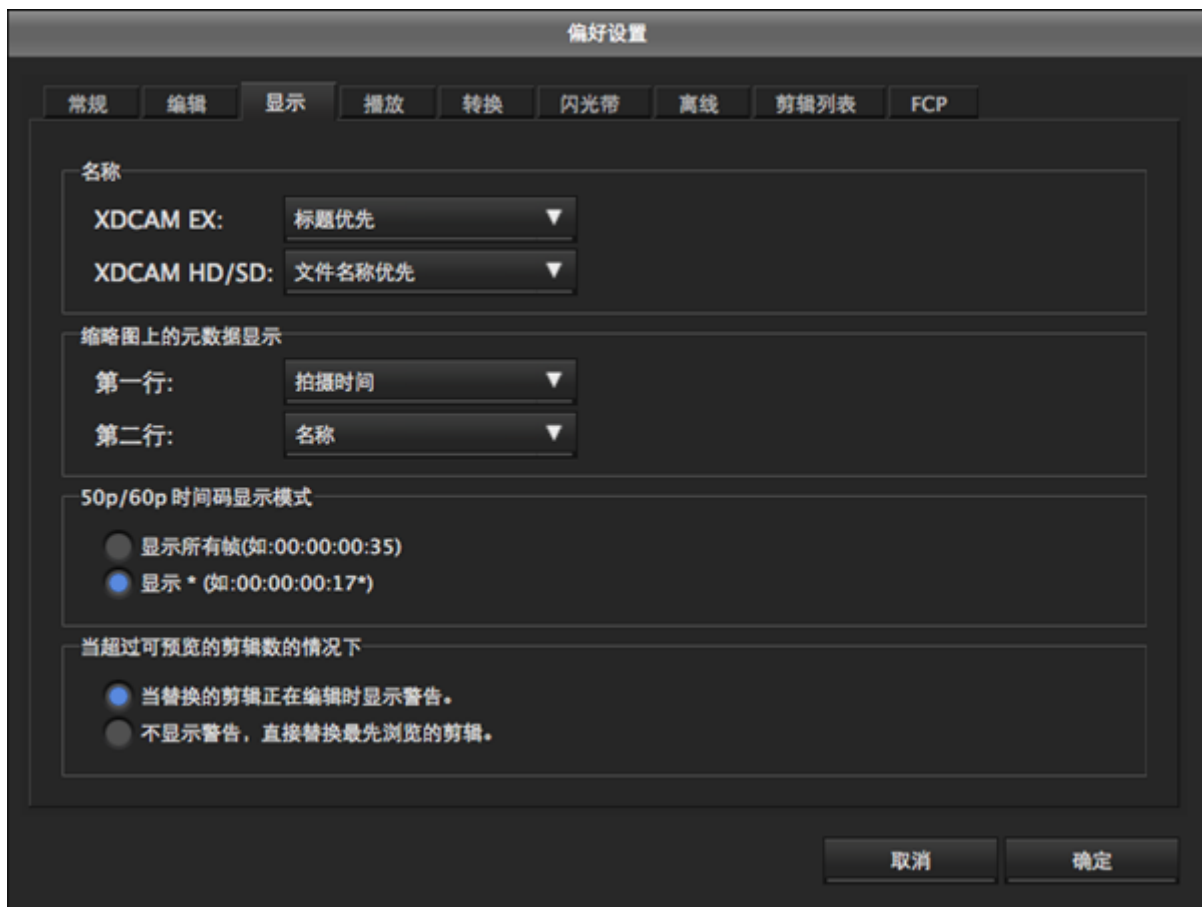 偏好设置
常规 编辑 显示 播放 转换 闪光带 离线 剪辑列表 FCP
名称
XDCAM EX: 标题优先
XDCAM HD/SD: 文件名称优先
缩略图上的元数据显示
第一行: 拍摄时间
第二行: 名称
50p/60p 时间码显示模式
显示所有帧(如:00:00:00:35)
显示 * (如:00:00:00:17*)
当超过可预览的剪辑数的情况下
当替换的剪辑正在编辑时显示警告。
不显示警告，直接替换最先浏览的剪辑。
取消 确定